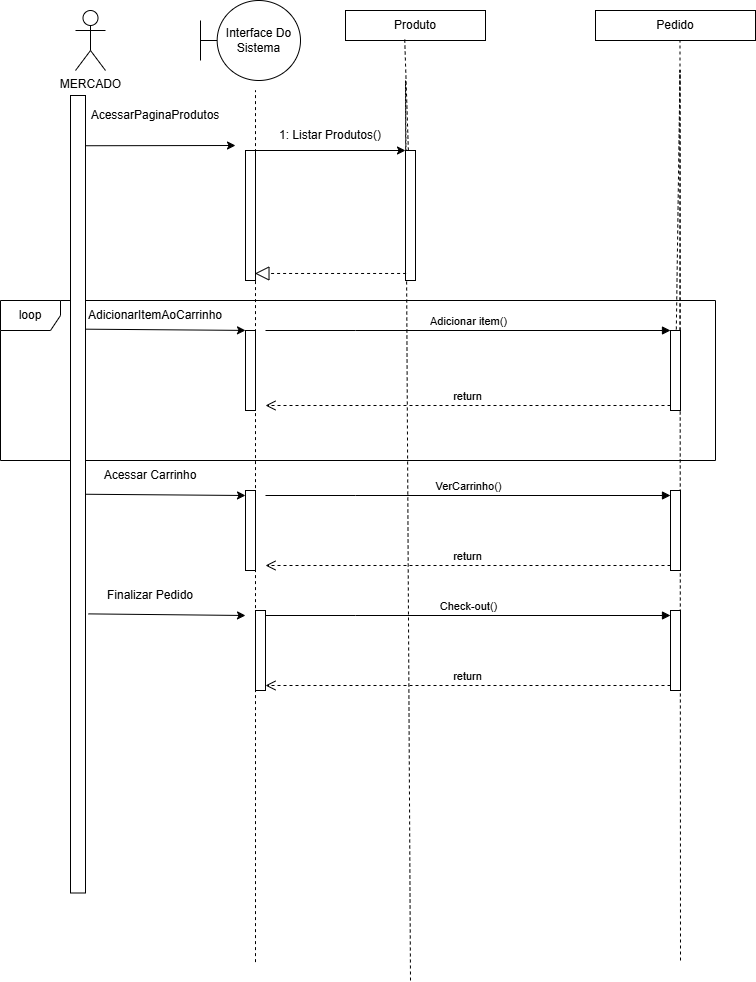 Interface Do
Sistema
Produto
Pedido
MERCADO
AcessarPaginaProdutos
1: Listar Produtos()
loop
AdicionarItemAoCarrinho
Adicionar item()
return
Acessar Carrinho
VerCarrinho()
return
Finalizar Pedido
Check-out()
return